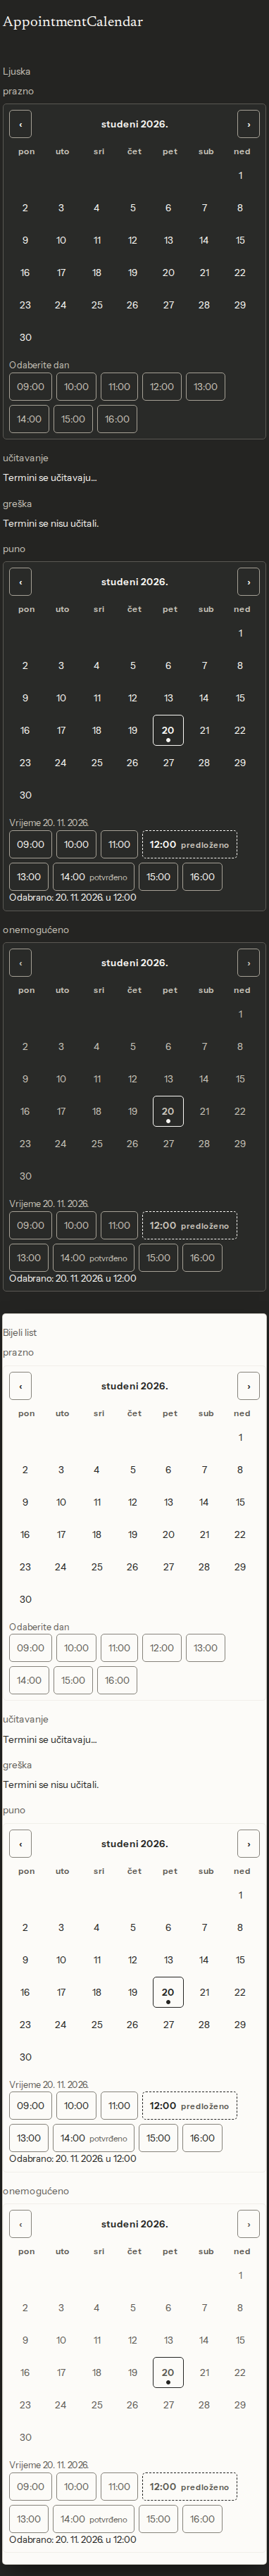 AppointmentCalendar
Ljuska
prazno
‹ studeni 2026. ›
pon uto sri čet pet sub ned
1
2 3 4 5 6 7 8
9 10 11 12 13 14 15
16 17 18 19 20 21 22
23 24 25 26 27 28 29
30
Odaberite dan
09:00 10:00 11:00 12:00 13:00
14:00 15:00 16:00
učitavanje
Termini se učitavaju...
greška
Termini se nisu učitali.
puno
‹ studeni 2026. ›
pon uto sri čet pet sub ned
1
2 3 4 5 6 7 8
9 10 11 12 13 14 15
16 17 18 19 20 21 22
23 24 25 26 27 28 29
30
Vrijeme 20. 11. 2026.
09:00 10:00 11:00 12:00 predloženo
13:00 14:00 potvrđeno 15:00 16:00
Odabrano: 20. 11. 2026. u 12:00
onemogućeno
‹ studeni 2026. ›
pon uto sri čet pet sub ned
1
2 3 4 5 6 7 8
9 10 11 12 13 14 15
16 17 18 19 20 21 22
23 24 25 26 27 28 29
30
Vrijeme 20. 11. 2026.
09:00 10:00 11:00 12:00 predloženo
13:00 14:00 potvrđeno 15:00 16:00
Odabrano: 20. 11. 2026. u 12:00
Bijeli list
prazno
‹ studeni 2026. ›
pon uto sri čet pet sub ned
1
2 3 4 5 6 7 8
9 10 11 12 13 14 15
16 17 18 19 20 21 22
23 24 25 26 27 28 29
30
Odaberite dan
09:00 10:00 11:00 12:00 13:00
14:00 15:00 16:00
učitavanje
Termini se učitavaju...
greška
Termini se nisu učitali.
puno
‹ studeni 2026. ›
pon uto sri čet pet sub ned
1
2 3 4 5 6 7 8
9 10 11 12 13 14 15
16 17 18 19 20 21 22
23 24 25 26 27 28 29
30
Vrijeme 20. 11. 2026.
09:00 10:00 11:00 12:00 predloženo
13:00 14:00 potvrđeno 15:00 16:00
Odabrano: 20. 11. 2026. u 12:00
onemogućeno
‹ studeni 2026. ›
pon uto sri čet pet sub ned
1
2 3 4 5 6 7 8
9 10 11 12 13 14 15
16 17 18 19 20 21 22
23 24 25 26 27 28 29
30
Vrijeme 20. 11. 2026.
09:00 10:00 11:00 12:00 predloženo
13:00 14:00 potvrđeno 15:00 16:00
Odabrano: 20. 11. 2026. u 12:00